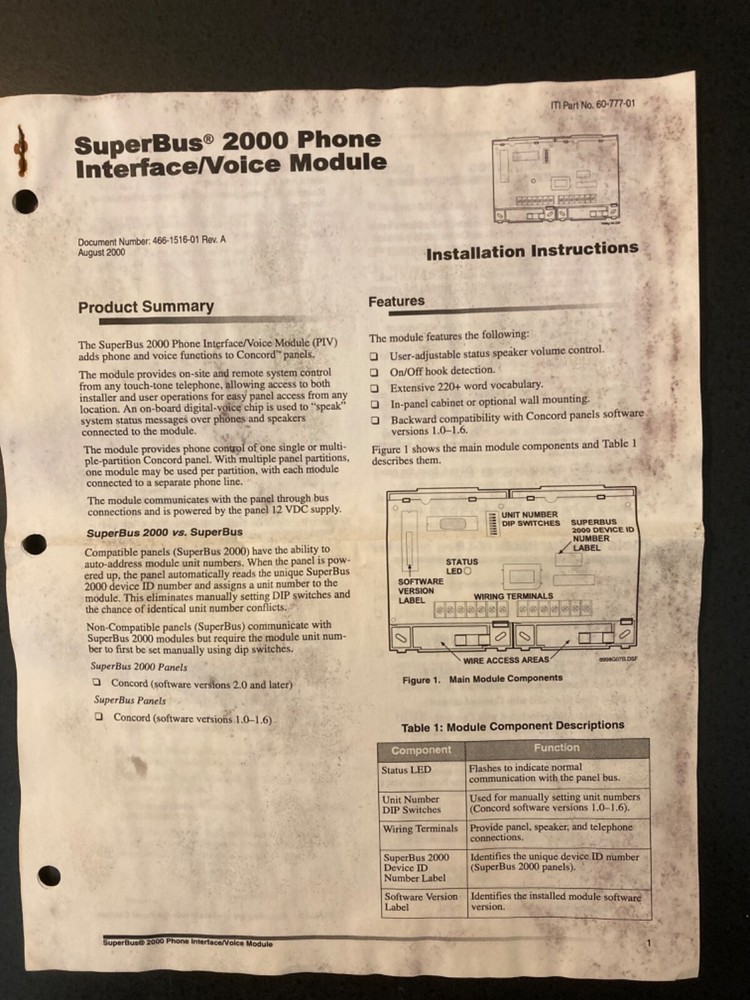 ITI Part No. 60-777-01
SuperBus® 2000 Phone
Interface/Voice Module
Document Number: 466-1516-01 Rev. A
August 2000
Installation Instructions
Product Summary
The SuperBus 2000 Phone Interface/Voice Module (PIV)
adds phone and voice functions to Concord™ panels.
The module provides on-site and remote system control
from any touch-tone telephone, allowing access to both
installer and user operations for easy panel access from any
location. An on-board digital-voice chip is used to "speak"
system status messages over phones and speakers
connected to the module.
The module provides phone control of one single or multi-
ple-partition Concord panel. With multiple panel partitions,
one module may be used per partition, with each module
connected to a separate phone line.
The module communicates with the panel through bus
connections and is powered by the panel 12 VDC supply.
SuperBus 2000 vs. SuperBus
Compatible panels (SuperBus 2000) have the ability to
auto-address module unit numbers. When the panel is pow-
ered up, the panel automatically reads the unique SuperBus
2000 device ID number and assigns a unit number to the
module. This eliminates manually setting DIP switches and
the chance of identical unit number conflicts.
Non-Compatible panels (SuperBus) communicate with
SuperBus 2000 modules but require the module unit num-
ber to first be set manually using dip switches.
SuperBus 2000 Panels
❑ Concord (software versions 2.0 and later)
SuperBus Panels
❑ Concord (software versions 1.0–1.6)
Features
The module features the following:
❑ User-adjustable status speaker volume control.
❑ On/Off hook detection.
❑ Extensive 220+ word vocabulary.
❑ In-panel cabinet or optional wall mounting.
❑ Backward compatibility with Concord panels software
versions 1.0–1.6.
Figure 1 shows the main module components and Table 1
describes them.
UNIT NUMBER
DIP SWITCHES
SUPERBUS
2000 DEVICE ID
NUMBER
LABEL
STATUS
LED
SOFTWARE
VERSION
LABEL
WIRING TERMINALS
WIRE ACCESS AREAS
Figure 1. Main Module Components
Table 1: Module Component Descriptions
Component Function
Status LED Flashes to indicate normal
communication with the panel bus.
Unit Number Used for manually setting unit numbers
DIP Switches (Concord software versions 1.0–1.6).
Wiring Terminals Provide panel, speaker, and telephone
connections.
SuperBus 2000 Identifies the unique device ID number
Device ID (SuperBus 2000 panels).
Number Label
Software Version Identifies the installed module software
Label version.
SuperBus® 2000 Phone Interface/Voice Module 1